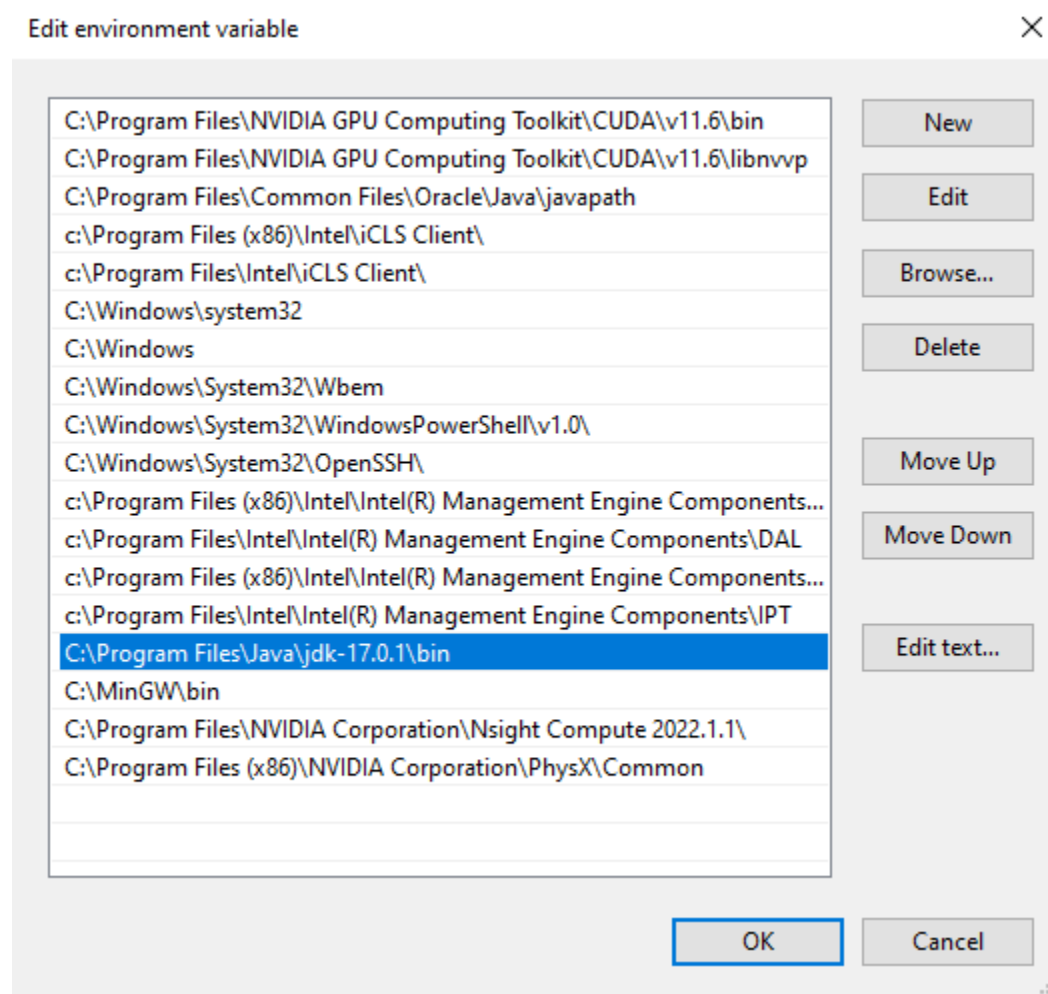 Edit environment variable
C:\Program Files\NVIDIA GPU Computing Toolkit\CUDA\v11.6\bin
C:\Program Files\NVIDIA GPU Computing Toolkit\CUDA\v11.6\libnvvp
C:\Program Files\Common Files\Oracle\Java\javapath
c:\Program Files (x86)\Intel\iCLS Client\
c:\Program Files\Intel\iCLS Client\
C:\Windows\system32
C:\Windows
C:\Windows\System32\Wbem
C:\Windows\System32\WindowsPowerShell\v1.0\
C:\Windows\System32\OpenSSH\
c:\Program Files (x86)\Intel\Intel(R) Management Engine Components...
c:\Program Files\Intel\Intel(R) Management Engine Components\DAL
c:\Program Files (x86)\Intel\Intel(R) Management Engine Components...
c:\Program Files\Intel\Intel(R) Management Engine Components\IPT
C:\Program Files\Java\jdk-17.0.1\bin
C:\MinGW\bin
C:\Program Files\NVIDIA Corporation\Nsight Compute 2022.1.1\
C:\Program Files (x86)\NVIDIA Corporation\PhysX\Common
New
Edit
Browse...
Delete
Move Up
Move Down
Edit text...
OK
Cancel